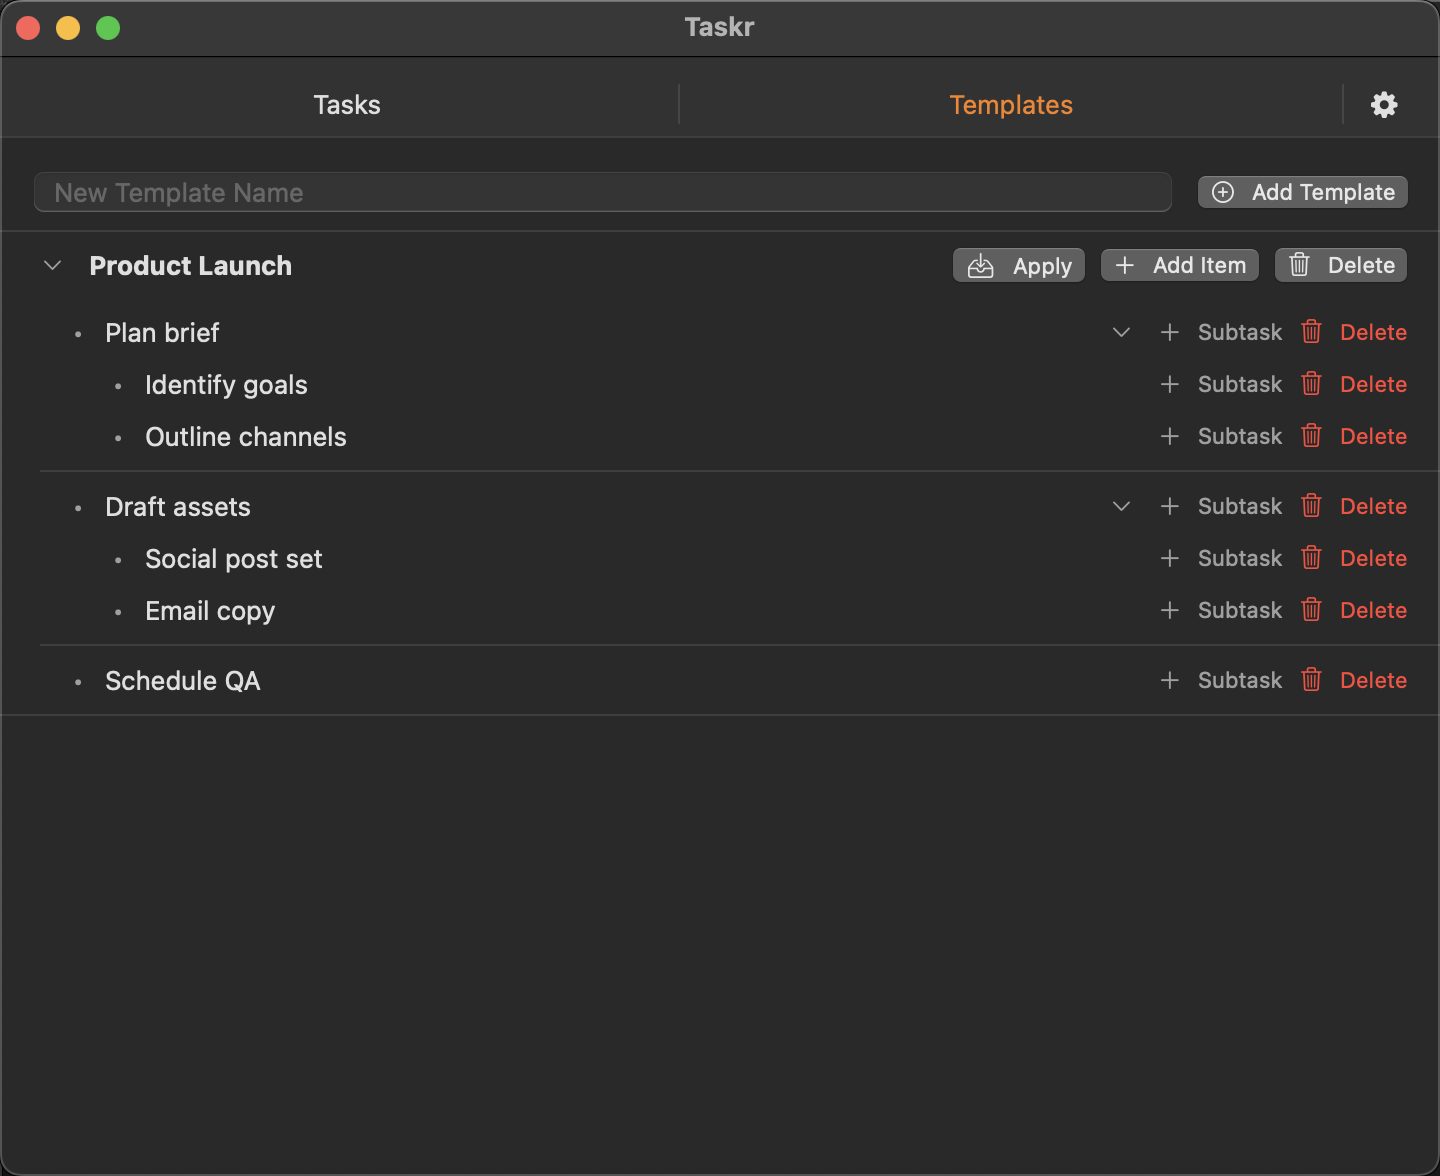 Taskr
Tasks Templates
New Template Name Add Template
Product Launch Apply Add Item Delete
Plan brief Subtask Delete
Identify goals Subtask Delete
Outline channels Subtask Delete
Draft assets Subtask Delete
Social post set Subtask Delete
Email copy Subtask Delete
Schedule QA Subtask Delete